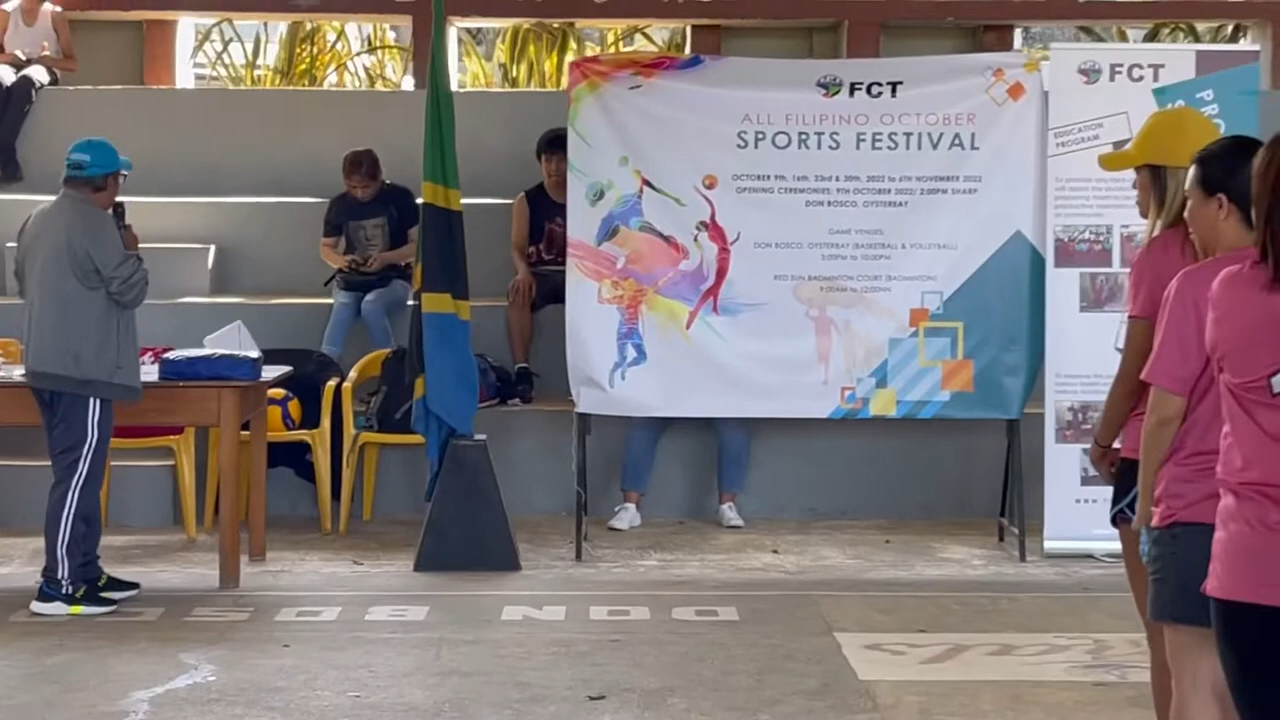 FCT
ALL FILIPINO OCTOBER
SPORTS FESTIVAL
OCTOBER 9th, 16th, 23rd & 30th, 2022 to 6TH NOVEMBER 2022
OPENING CEREMONIES: 9TH OCTOBER 2022/ 2:00PM SHARP
DON BOSCO, OYSTERBAY
GAME VENUES:
DON BOSCO, OYSTERBAY (BASKETBALL & VOLLEYBALL)
3:00PM to 10:00PM
RED SUN BADMINTON COURT (BADMINTON)
9:00AM to 12:00NN
FCT
EDUCATION
PROGRAM
DON BOSCO